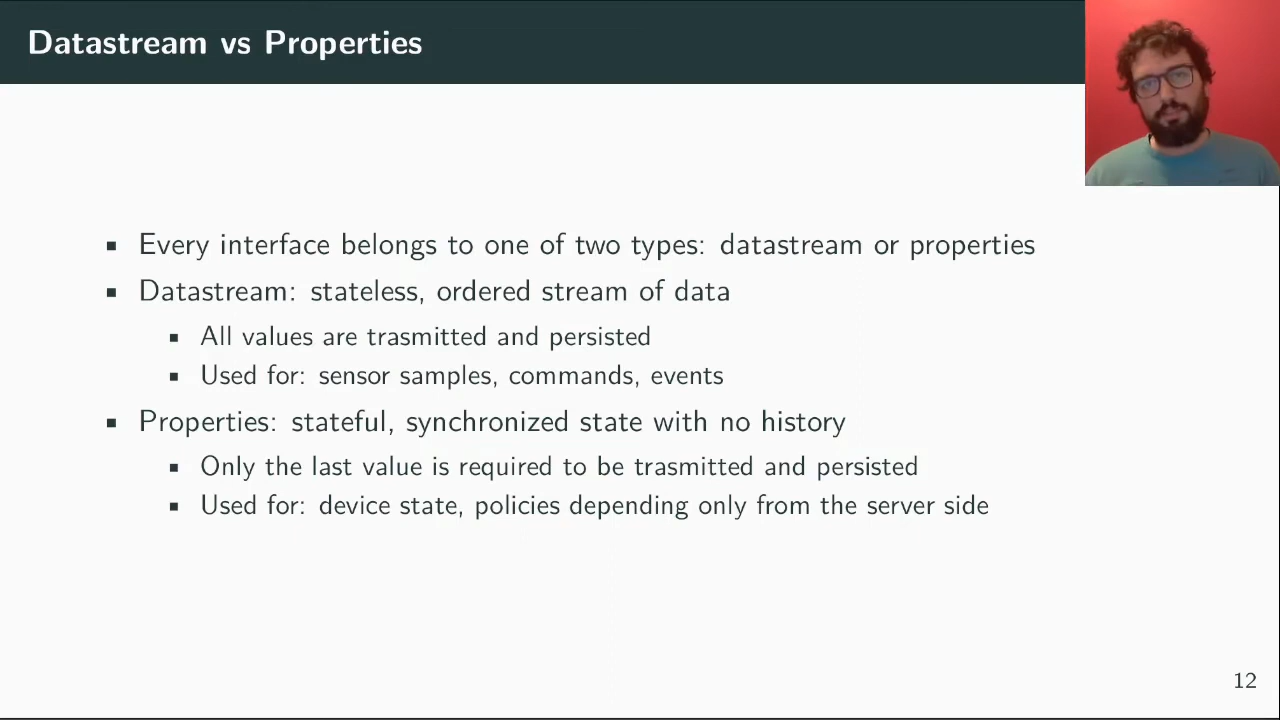 Datastream vs Properties
Every interface belongs to one of two types: datastream or properties
Datastream: stateless, ordered stream of data
All values are trasmitted and persisted
Used for: sensor samples, commands, events
Properties: stateful, synchronized state with no history
Only the last value is required to be trasmitted and persisted
Used for: device state, policies depending only from the server side
12